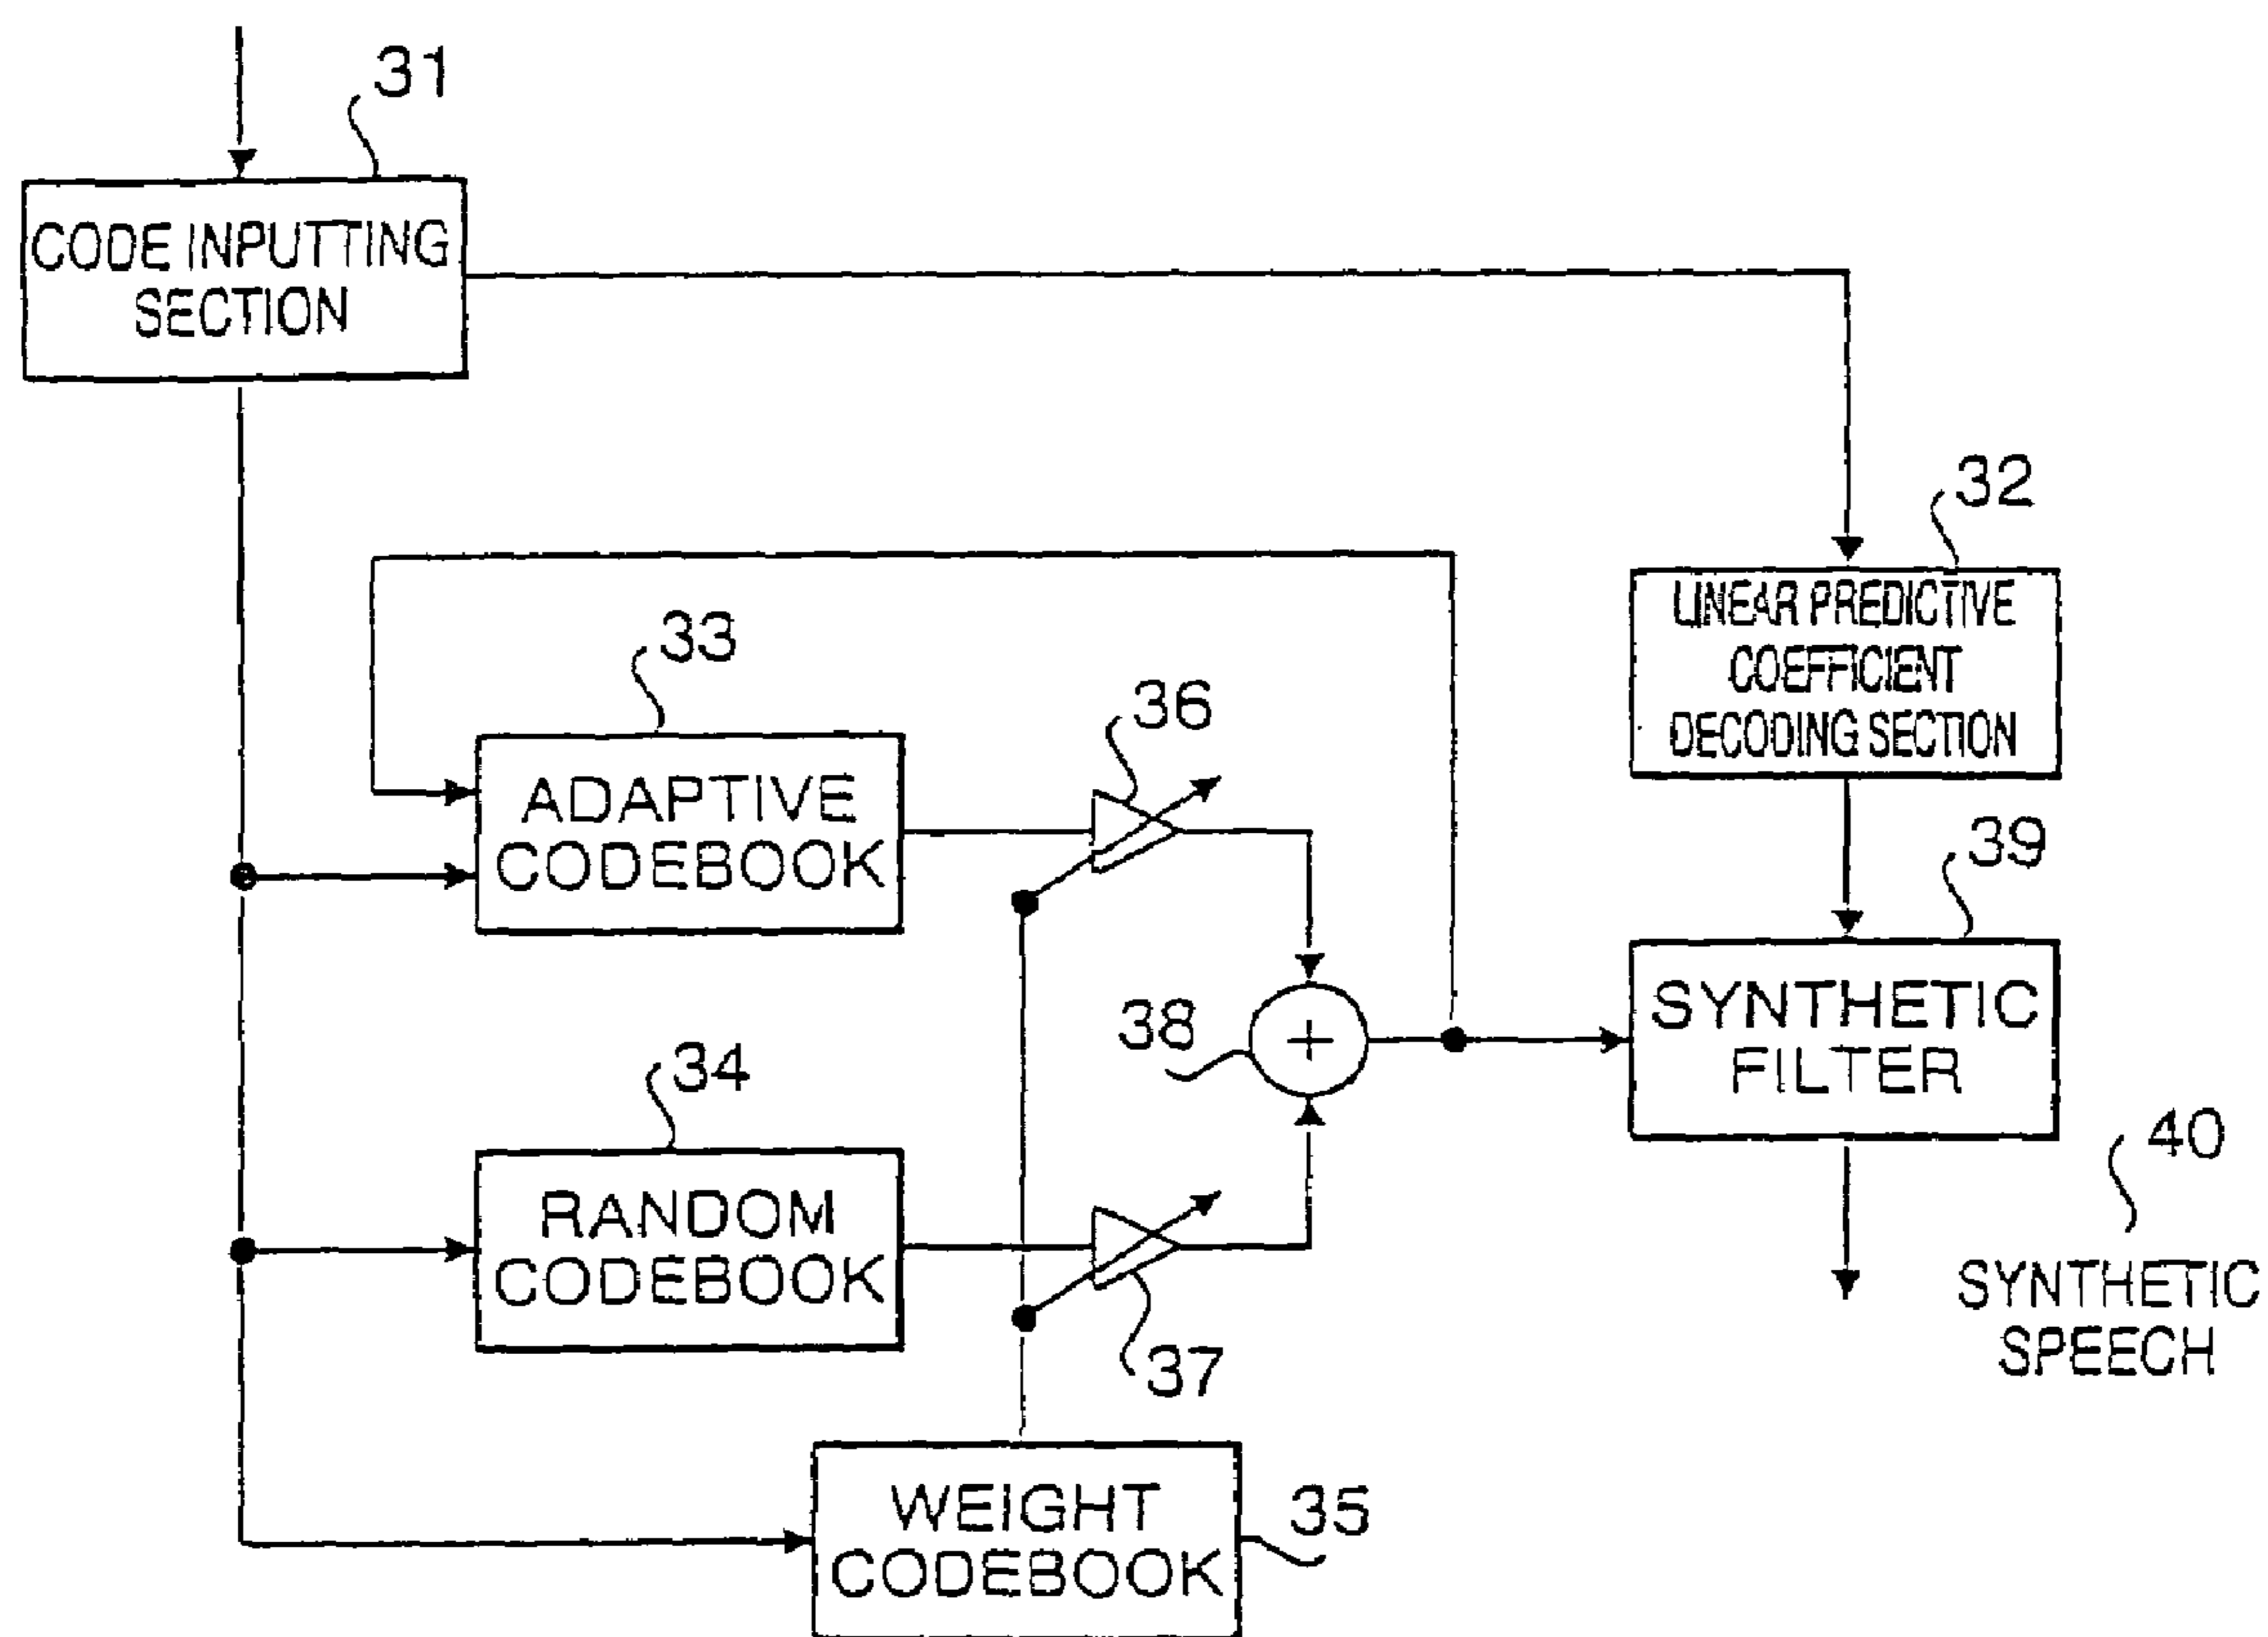 31
CODE INPUTTING
SECTION
32
LINEAR PREDICTIVE
COEFFICIENT
DECODING SECTION
33
ADAPTIVE
CODEBOOK
36
39
SYNTHETIC
FILTER
38
+
34
RANDOM
CODEBOOK
37
40
SYNTHETIC
SPEECH
WEIGHT
CODEBOOK
35